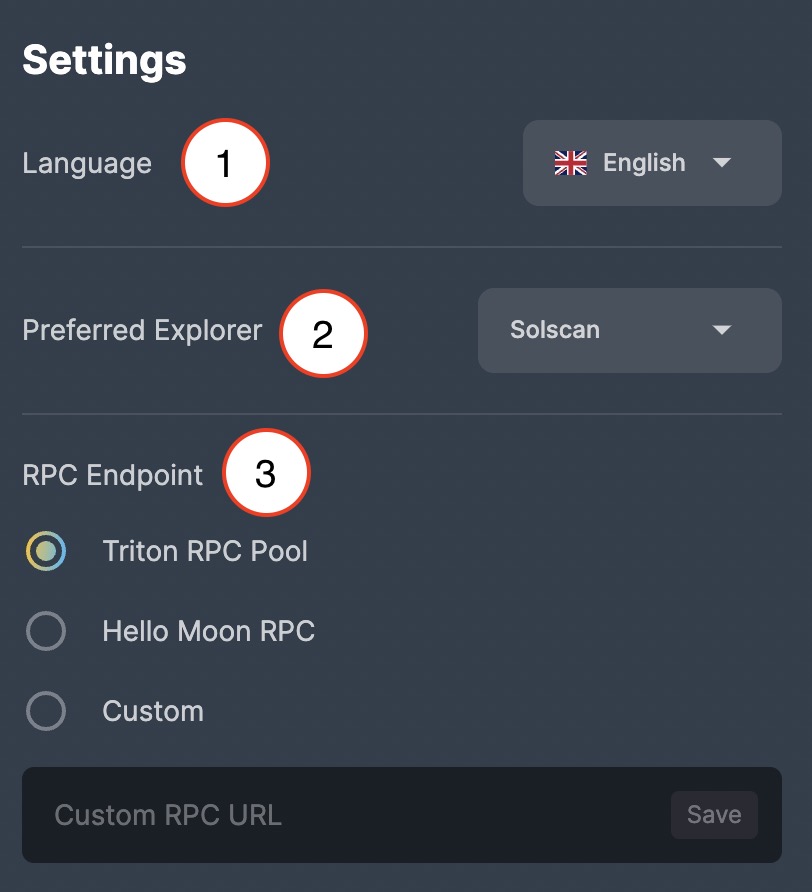 Settings
Language 1 English
Preferred Explorer 2 Solscan
RPC Endpoint 3
Triton RPC Pool
Hello Moon RPC
Custom
Custom RPC URL Save